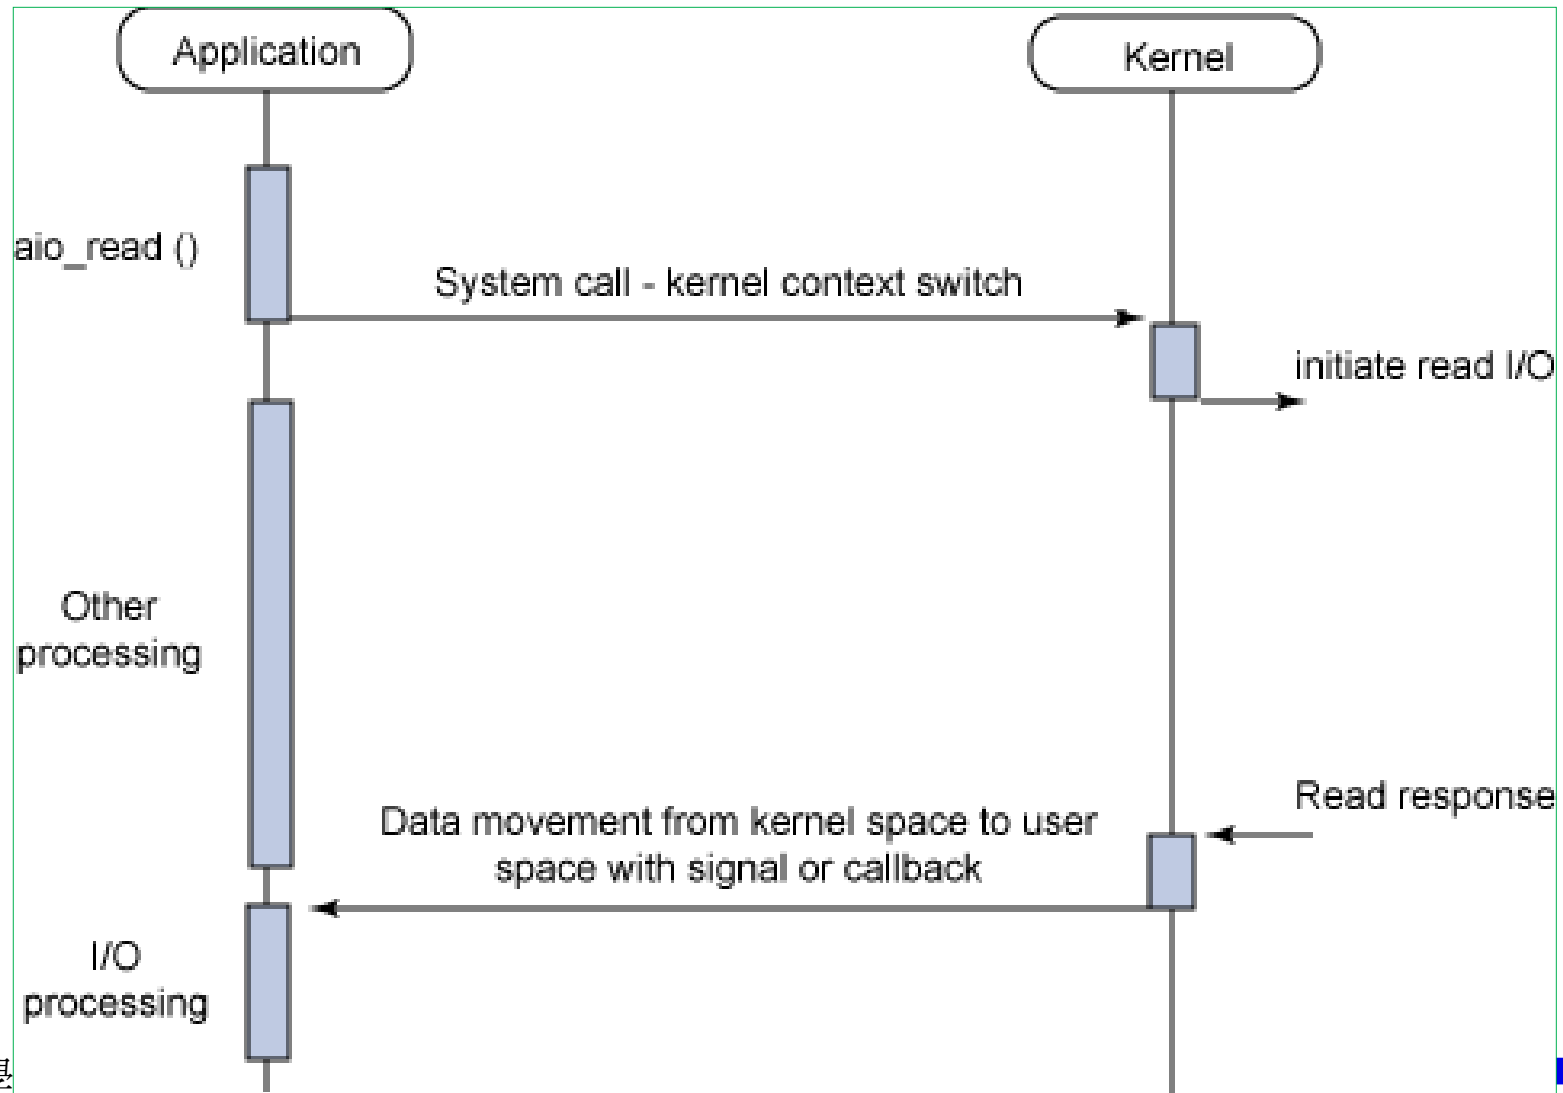 Application
Kernel
aio_read ()
System call - kernel context switch
initiate read I/O
Other
processing
Read response
Data movement from kernel space to user
space with signal or callback
I/O
processing